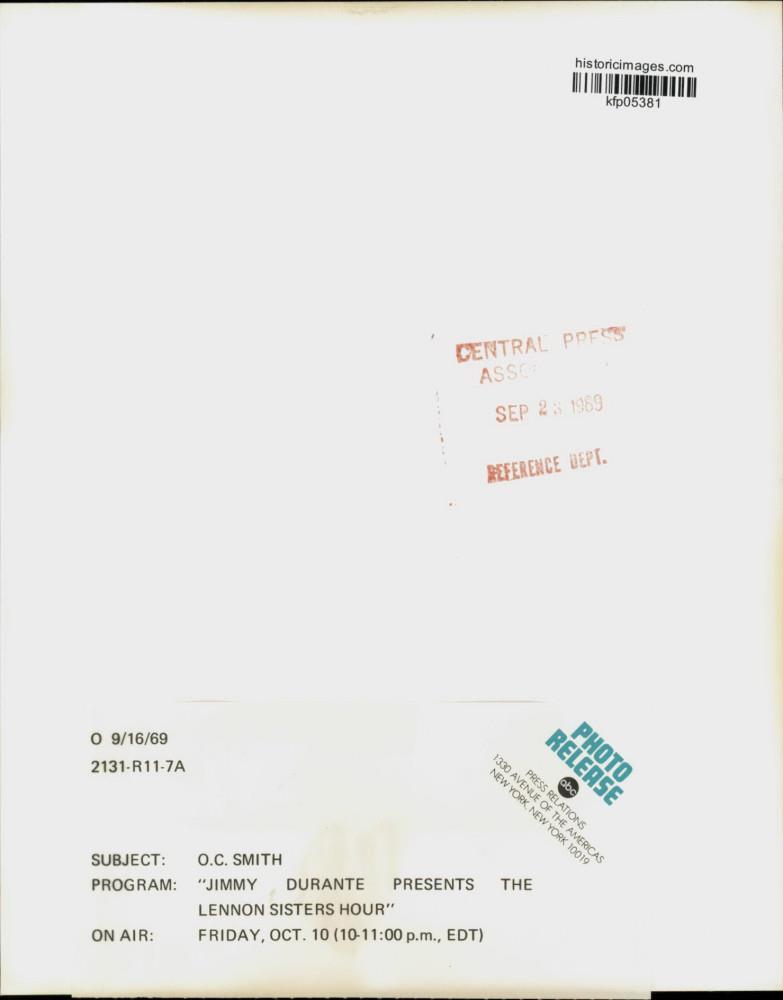 historicimages.com
kfp05381
CENTRAL PRESS
SEP 2 1969
REFERENCE DEPT.
O 9/16/69
2131-R11-7A
PHOTO
RELEASE
abc
PRESS RELATIONS
1330 AVENUE OF THE AMERICAS
NEW YORK, NEW YORK 10019
SUBJECT: O.C. SMITH
PROGRAM: "JIMMY DURANTE PRESENTS THE
LENNON SISTERS HOUR"
ON AIR: FRIDAY, OCT. 10 (10-11:00 p.m., EDT)